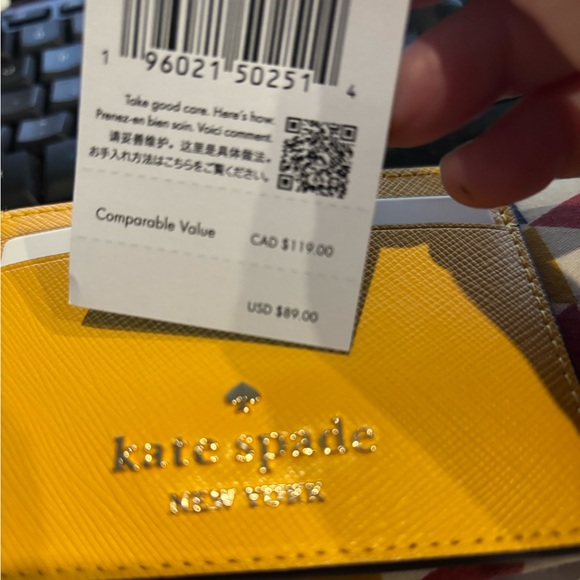 1 96021 50251 4
Take good care. Here's how.
Prenez-en bien soin. Voici comment.
请妥善维护。这里是具体做法。
お手入れ方法はこちらをご覧ください。
Comparable Value CAD $119.00
USD $89.00
kate spade
NEW YORK